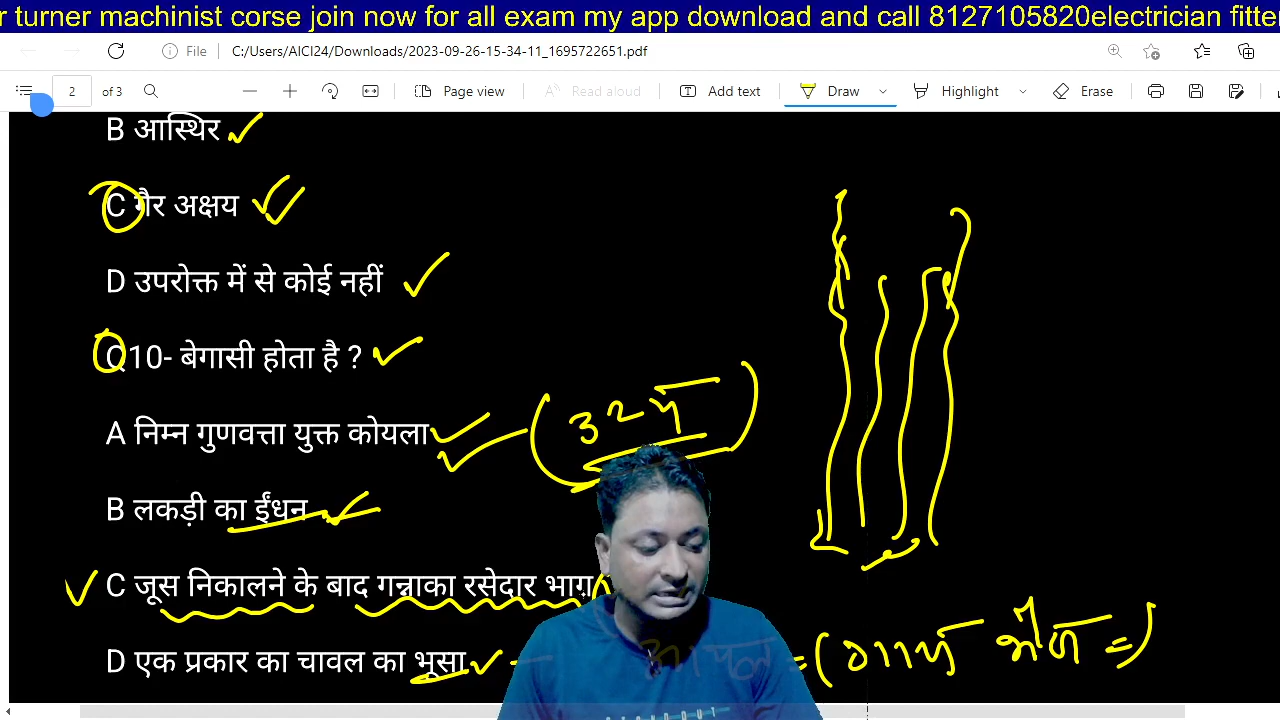 r turner machinist corse join now for all exam my app download and call 8127105820electrician fitte
File C:/Users/AICI24/Downloads/2023-09-26-15-34-11_1695722651.pdf
2 of 3 Page view Read aloud Add text Draw Highlight Erase
B आस्थिर
C गैर अक्षय
D उपरोक्त में से कोई नहीं
Q10- बेगासी होता है ?
A निम्न गुणवत्ता युक्त कोयला
B लकड़ी का ईंधन
C जूस निकालने के बाद गन्नाका रसेदार भाग़
D एक प्रकार का चावल का भूसा